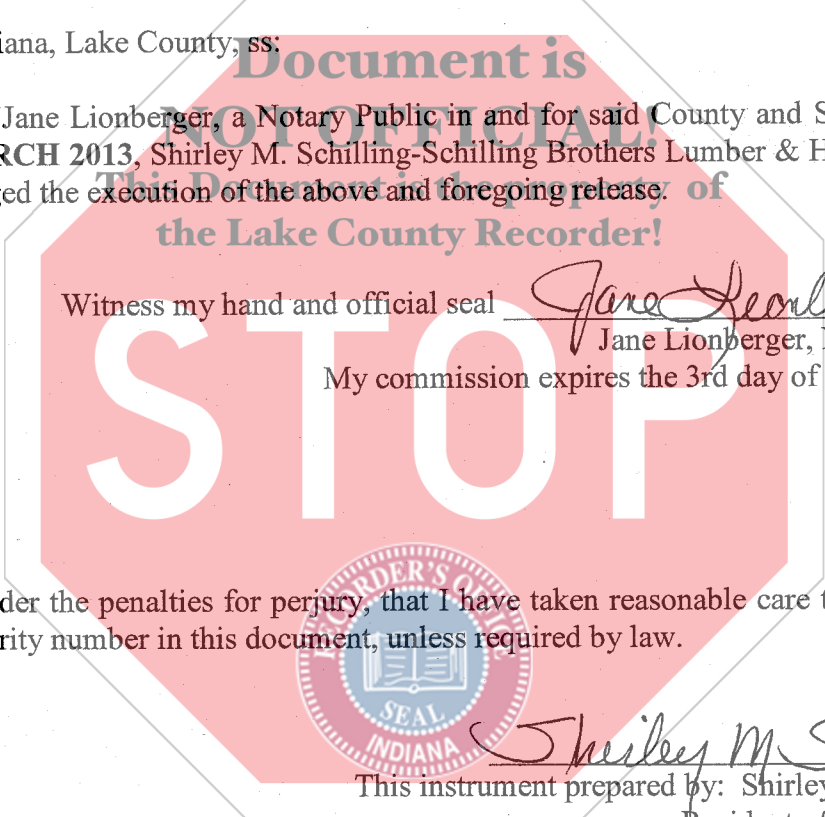 iana, Lake County, ss:
Document is
NOT OFFICIAL!
Jane Lionberger, a Notary Public in and for said County and S
RCH 2013, Shirley M. Schilling-Schilling Brothers Lumber & H
ed the execution of the above and foregoing release.
This Document is the property of
the Lake County Recorder!
Witness my hand and official seal Jane Leonl
Jane Lionberger,
My commission expires the 3rd day of
STOP
der the penalties for perjury, that I have taken reasonable care t
rity number in this document, unless required by law.
RECORDER'S OFFICE
SEAL
INDIANA
Shirley M S
This instrument prepared by: Shirley